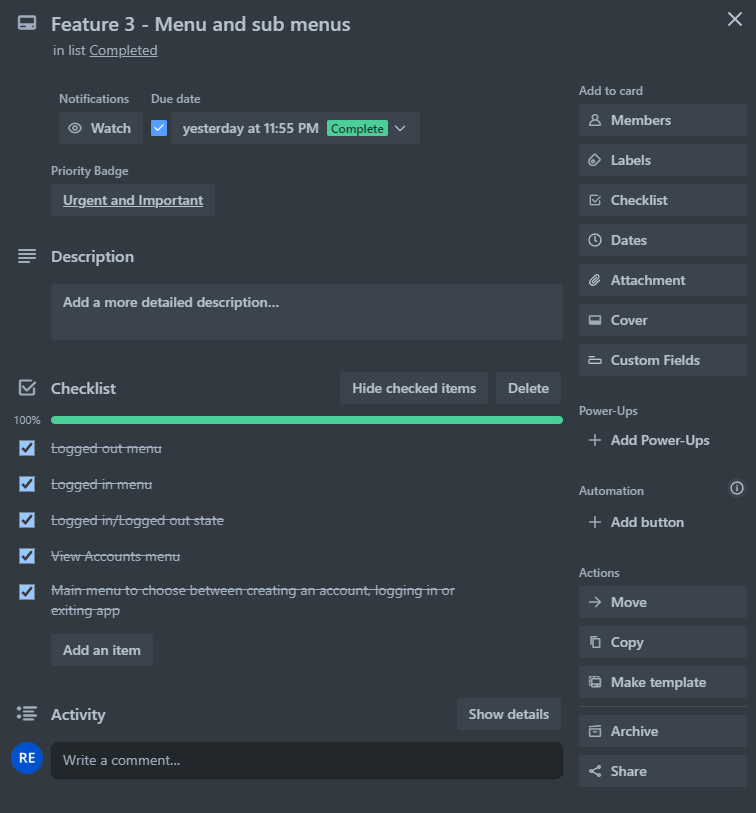 Feature 3 - Menu and sub menus
in list Completed
Notifications
Due date
Watch
yesterday at 11:55 PM Complete
Priority Badge
Urgent and Important
Description
Add a more detailed description...
Checklist
Hide checked items
Delete
100%
Logged out menu
Logged in menu
Logged in/Logged out state
View Accounts menu
Main menu to choose between creating an account, logging in or
exiting app
Add an item
Activity
Show details
RE
Write a comment...
Add to card
Members
Labels
Checklist
Dates
Attachment
Cover
Custom Fields
Power-Ups
Add Power-Ups
Automation
Add button
Actions
Move
Copy
Make template
Archive
Share